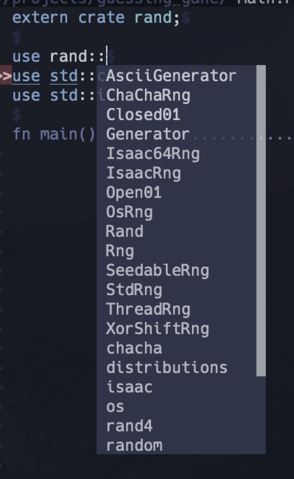 /projects/guessing_game/ main.r
extern crate rand;
use rand::
>>use std::c
use std::i
fn main()
AsciiGenerator
ChaChaRng
Closed01
Generator
Isaac64Rng
IsaacRng
Open01
OsRng
Rand
Rng
SeedableRng
StdRng
ThreadRng
XorShiftRng
chacha
distributions
isaac
os
rand4
random